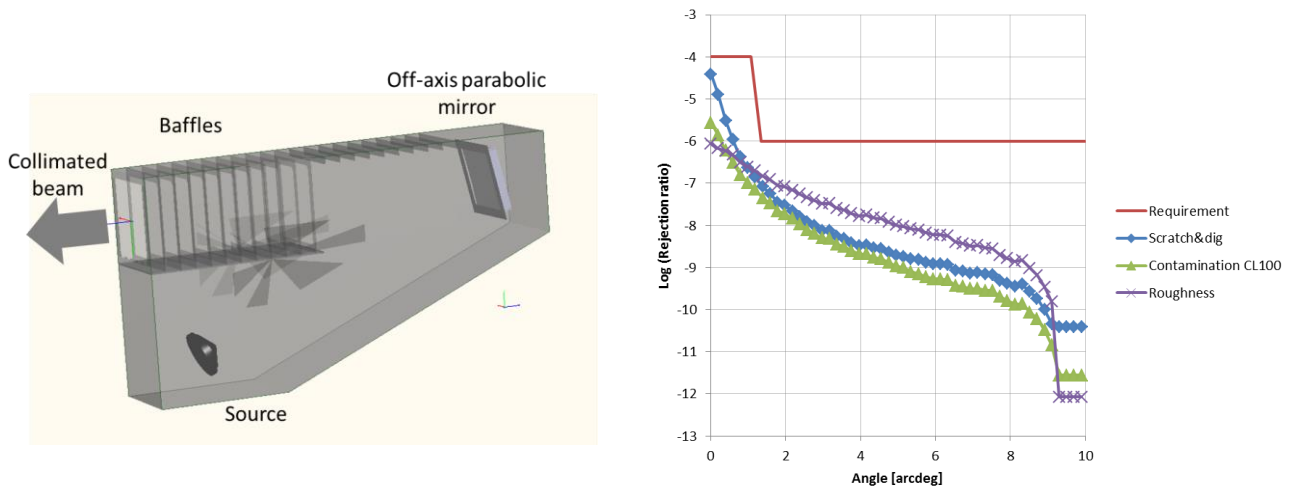 Off-axis parabolic
mirror
Baffles
Collimated
beam
Source
-3
-4
-5
-6
-7
-8
-9
-10
-11
-12
-13
Log (Rejection ratio)
0 2 4 6 8 10
Angle [arcdeg]
Requirement
Scratch&dig
Contamination CL100
Roughness